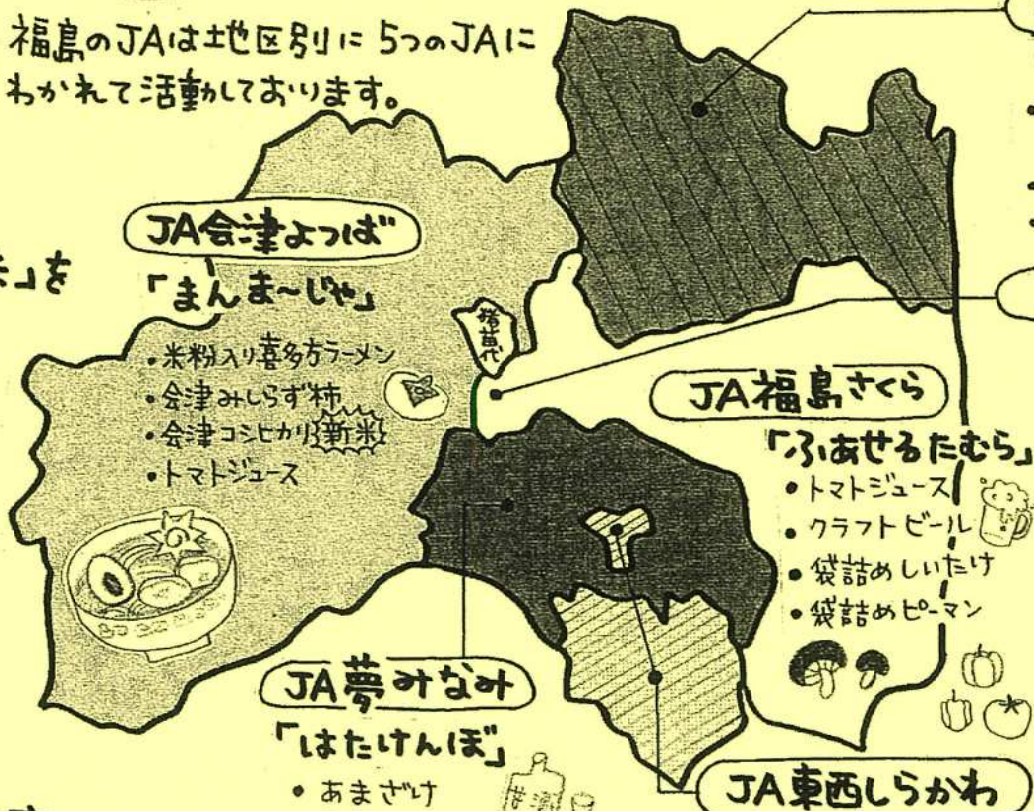 福島のJAは地区別に5つのJAに
わかれて活動しております。
」を
JA会津よつば
「まんま～じゃ」
・米粉入り喜多方ラーメン
・会津みしらず柿
・会津コシヒカリ 新米
・トマトジュース
猪苗代
JA福島さくら
「ふぁせるたむら」
・トマトジュース
・クラフトビール
・袋詰めしいたけ
・袋詰めピーマン
JA夢みなみ
「はたけんぼ」
・あまざけ
JA東西しらかわ